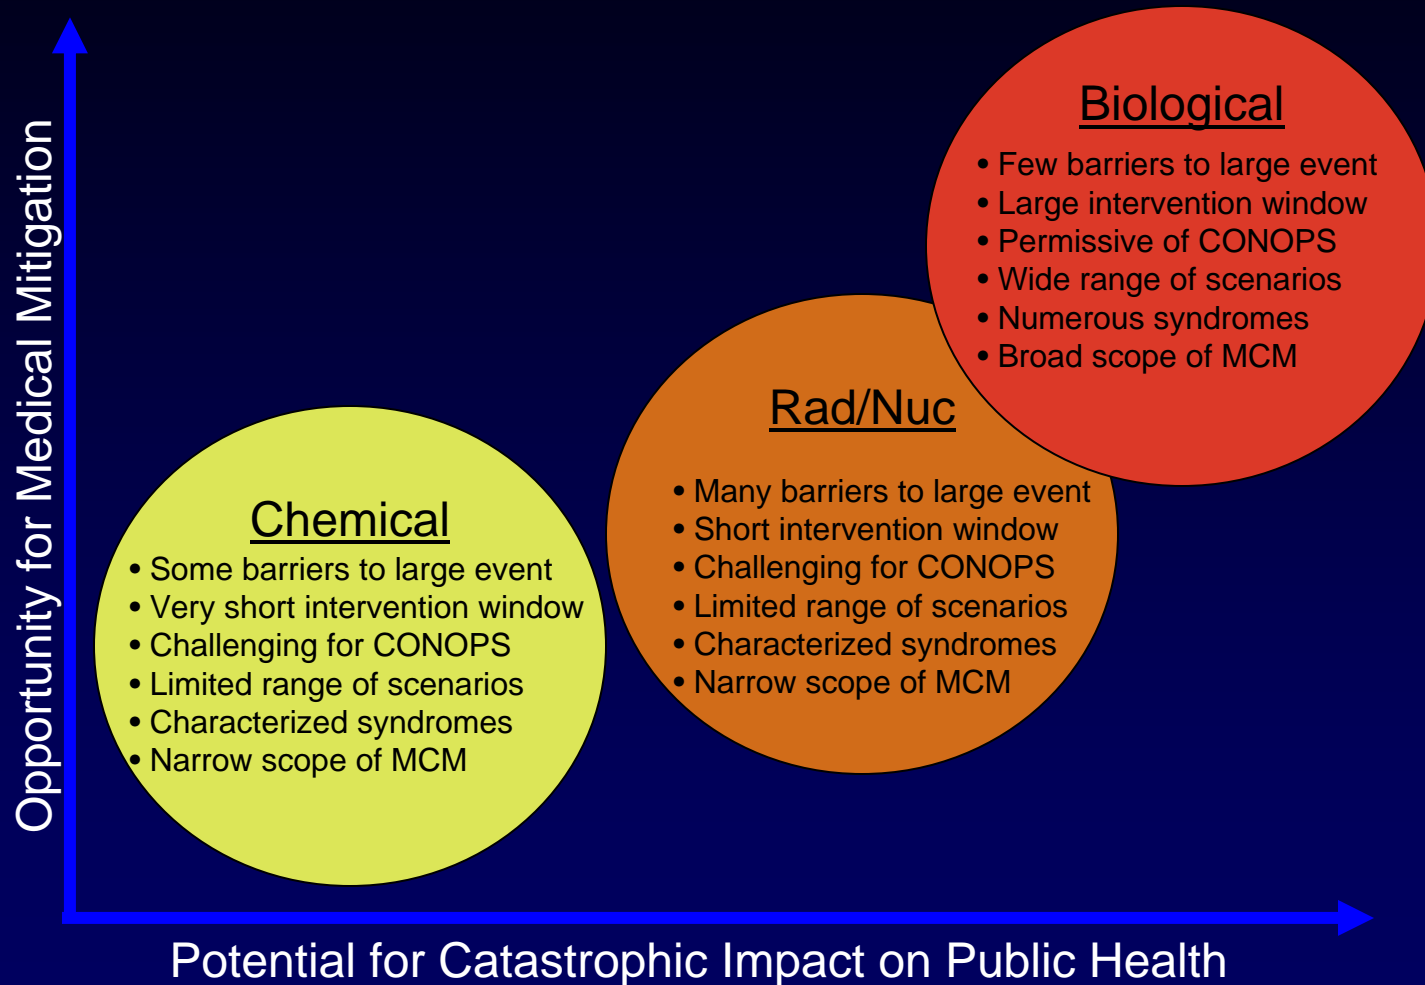 Opportunity for Medical Mitigation
Biological
• Few barriers to large event
• Large intervention window
• Permissive of CONOPS
• Wide range of scenarios
• Numerous syndromes
• Broad scope of MCM
Rad/Nuc
• Many barriers to large event
• Short intervention window
• Challenging for CONOPS
• Limited range of scenarios
• Characterized syndromes
• Narrow scope of MCM
Chemical
• Some barriers to large event
• Very short intervention window
• Challenging for CONOPS
• Limited range of scenarios
• Characterized syndromes
• Narrow scope of MCM
Potential for Catastrophic Impact on Public Health